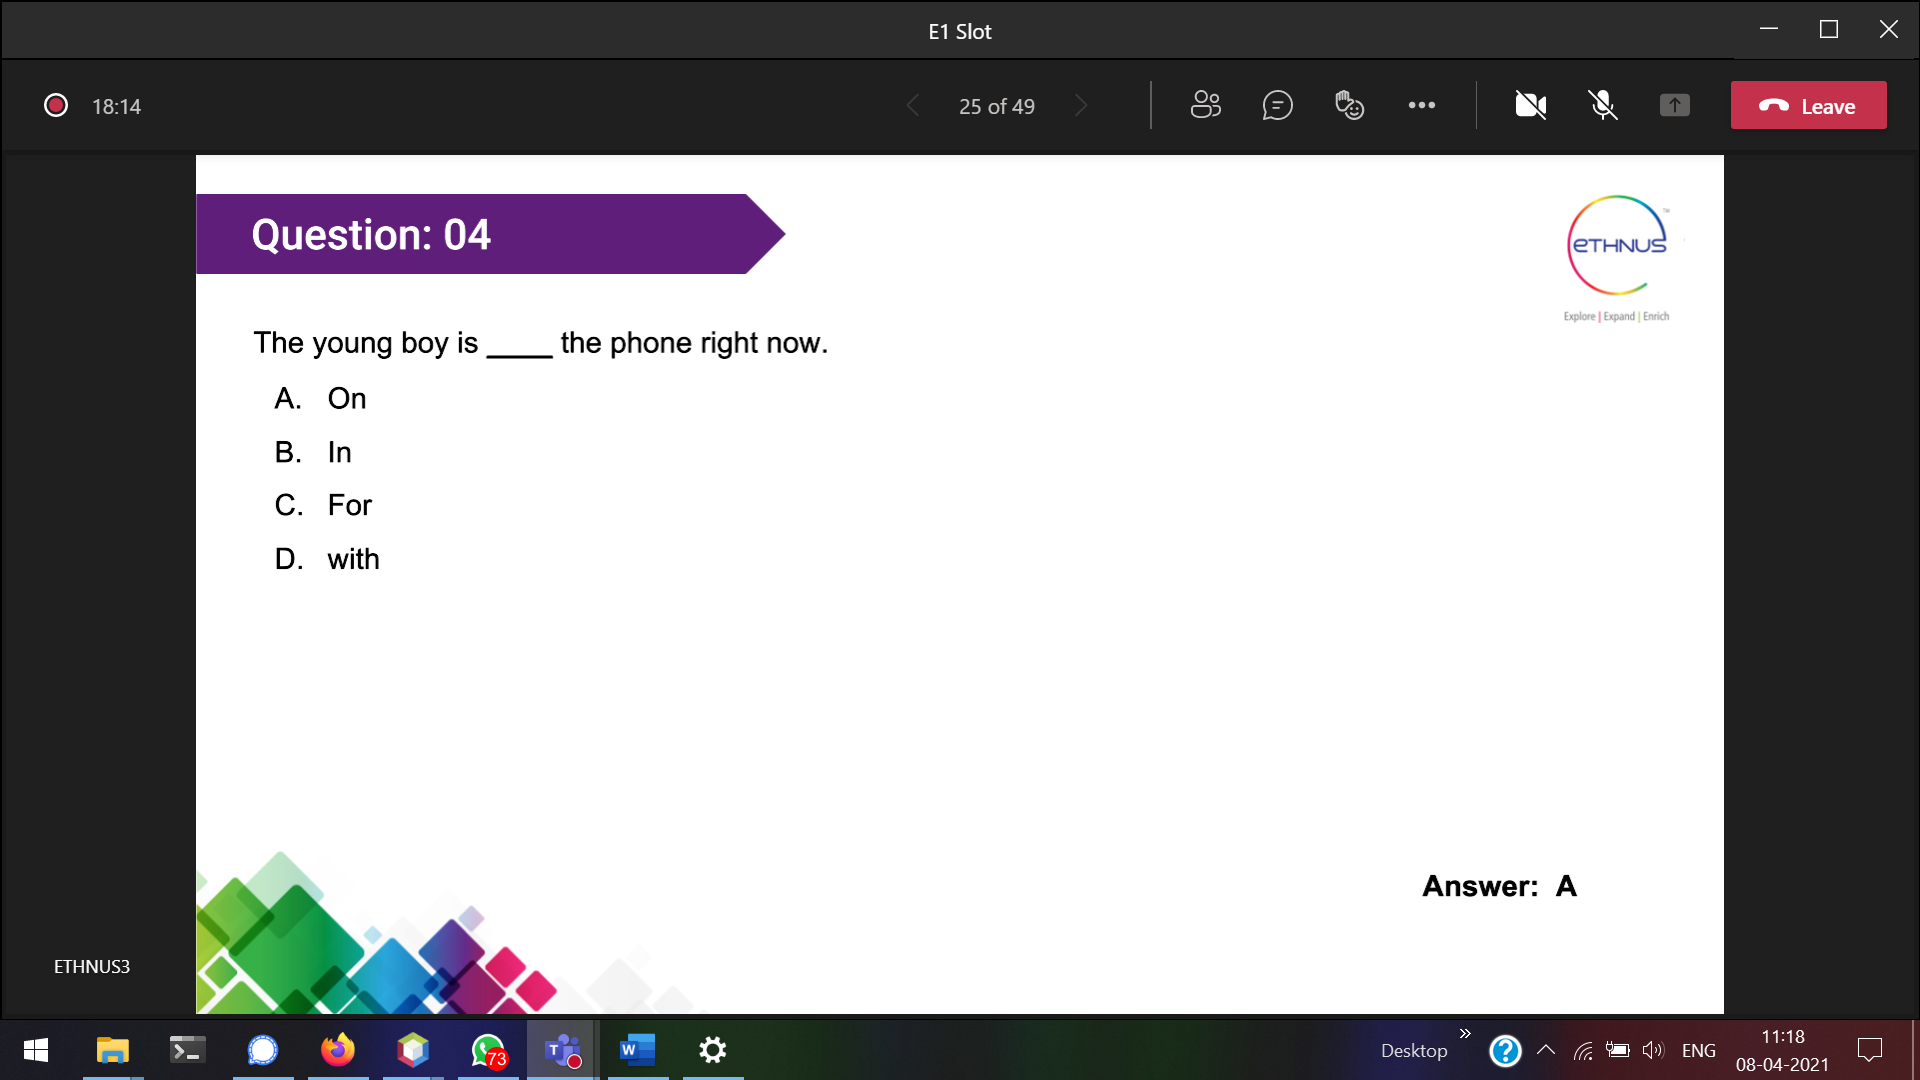 E1 Slot
18:14
25 of 49
Leave
Question: 04
eTHNUS
TM
Explore | Expand | Enrich
The young boy is ____ the phone right now.
A. On
B. In
C. For
D. with
Answer: A
ETHNUS3
73
T
W
Desktop
ENG
11:18
08-04-2021